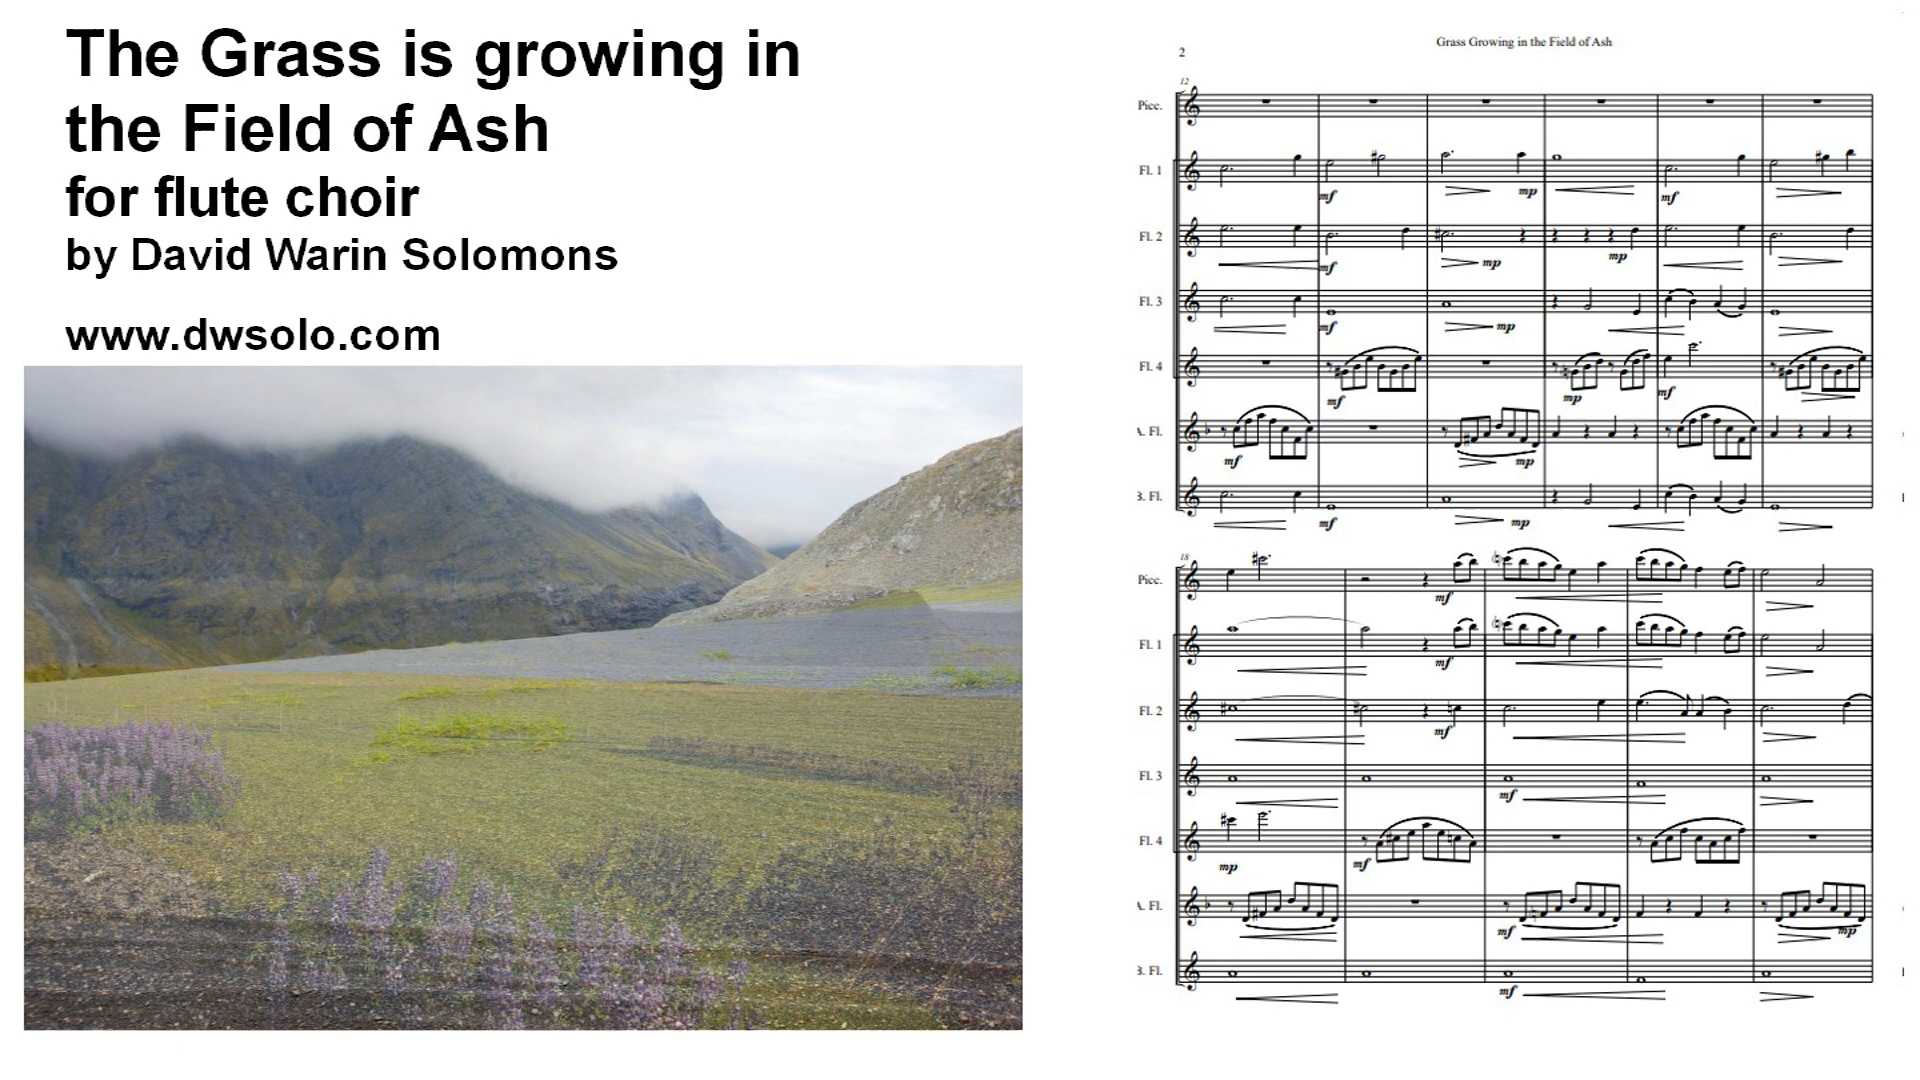 The Grass is growing in
the Field of Ash
for flute choir
by David Warin Solomons
www.dwsolo.com
Grass Growing in the Field of Ash
2
12
Picc.
Fl. 1
mf mp mf
Fl. 2
mf mp mp
Fl. 3
mf mp
Fl. 4
mf mp mf
A. Fl.
mf mp
B. Fl.
mf mp
18
Picc.
mf
Fl. 1
mf
Fl. 2
mf
Fl. 3
mf
Fl. 4
mp mf
A. Fl.
mf mp
B. Fl.
mf